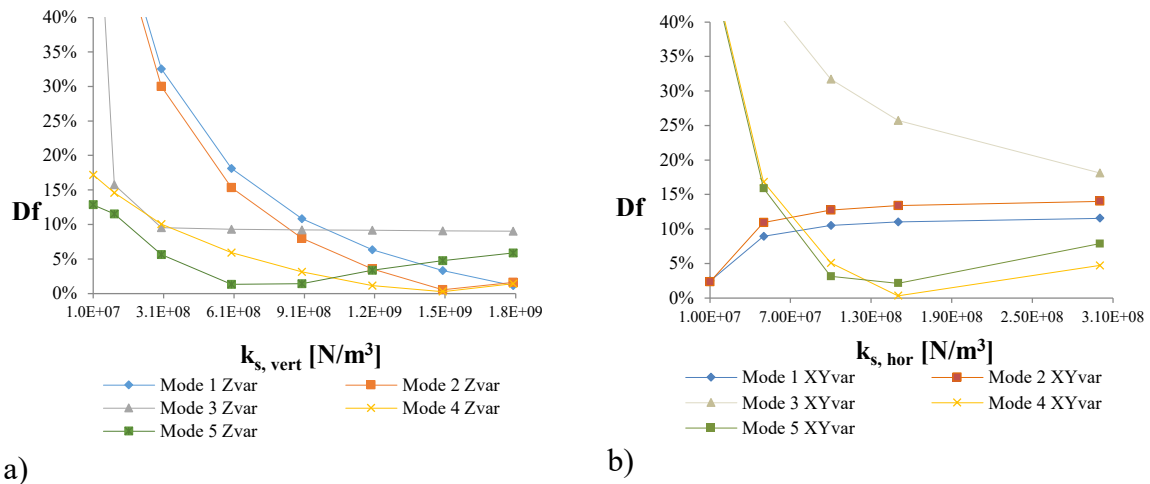 40%
35%
30%
25%
20%
15%
10%
5%
0%
Df
1.0E+07
3.1E+08
6.1E+08
9.1E+08
1.2E+09
1.5E+09
1.8E+09
ks, vert [N/m³]
Mode 1 Zvar
Mode 2 Zvar
Mode 3 Zvar
Mode 4 Zvar
Mode 5 Zvar
a)
40%
35%
30%
25%
20%
15%
10%
5%
0%
Df
1.00E+07
7.00E+07
1.30E+08
1.90E+08
2.50E+08
3.10E+08
ks, hor [N/m³]
Mode 1 XYvar
Mode 2 XYvar
Mode 3 XYvar
Mode 4 XYvar
Mode 5 XYvar
b)